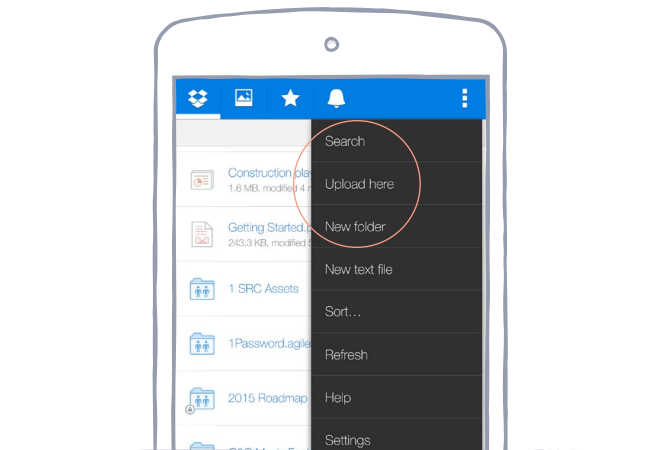 Search
Construction
1.6 MB, modified 4
Upload here
Getting Started.
243.3 KB, modified
New folder
New text file
1 SRC Assets
Sort...
1Password.agile
Refresh
2015 Roadmap
Help
Settings